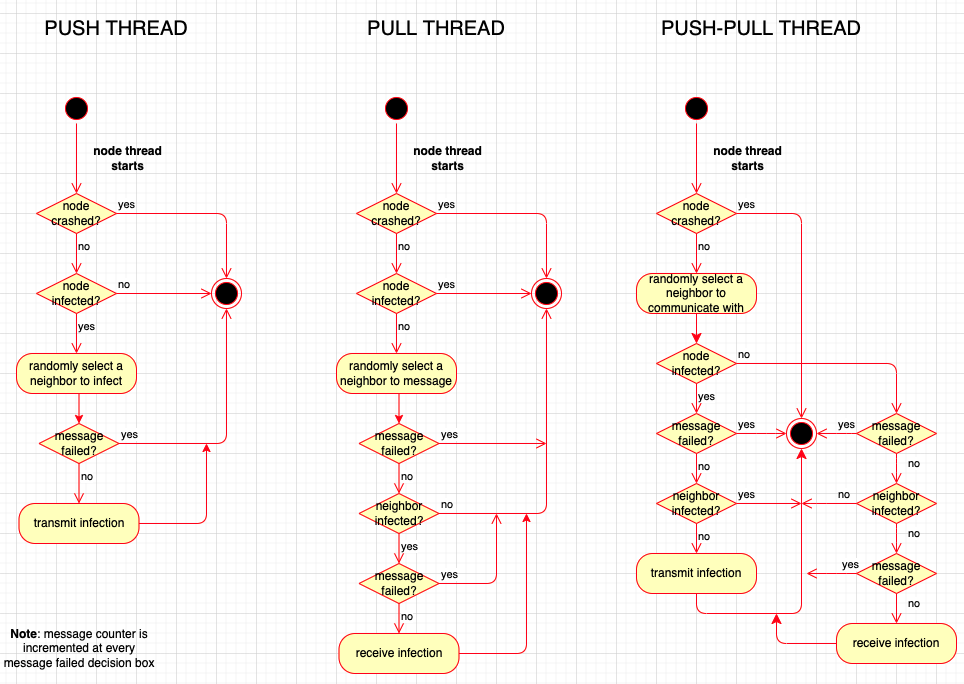 PUSH THREAD
node thread
starts
node
crashed?
yes
no
node
infected?
no
yes
randomly select a
neighbor to infect
message
failed?
yes
no
transmit infection
Note: message counter is
incremented at every
message failed decision box
PULL THREAD
node thread
starts
node
crashed?
yes
no
node
infected?
yes
no
randomly select a
neighbor to message
message
failed?
yes
no
neighbor
infected?
no
yes
message
failed?
yes
no
receive infection
PUSH-PULL THREAD
node thread
starts
node
crashed?
yes
no
randomly select a
neighbor to
communicate with
node
infected?
no
yes
message
failed?
yes
no
neighbor
infected?
yes
no
transmit infection
yes
message
failed?
no
no
neighbor
infected?
no
yes
message
failed?
no
receive infection